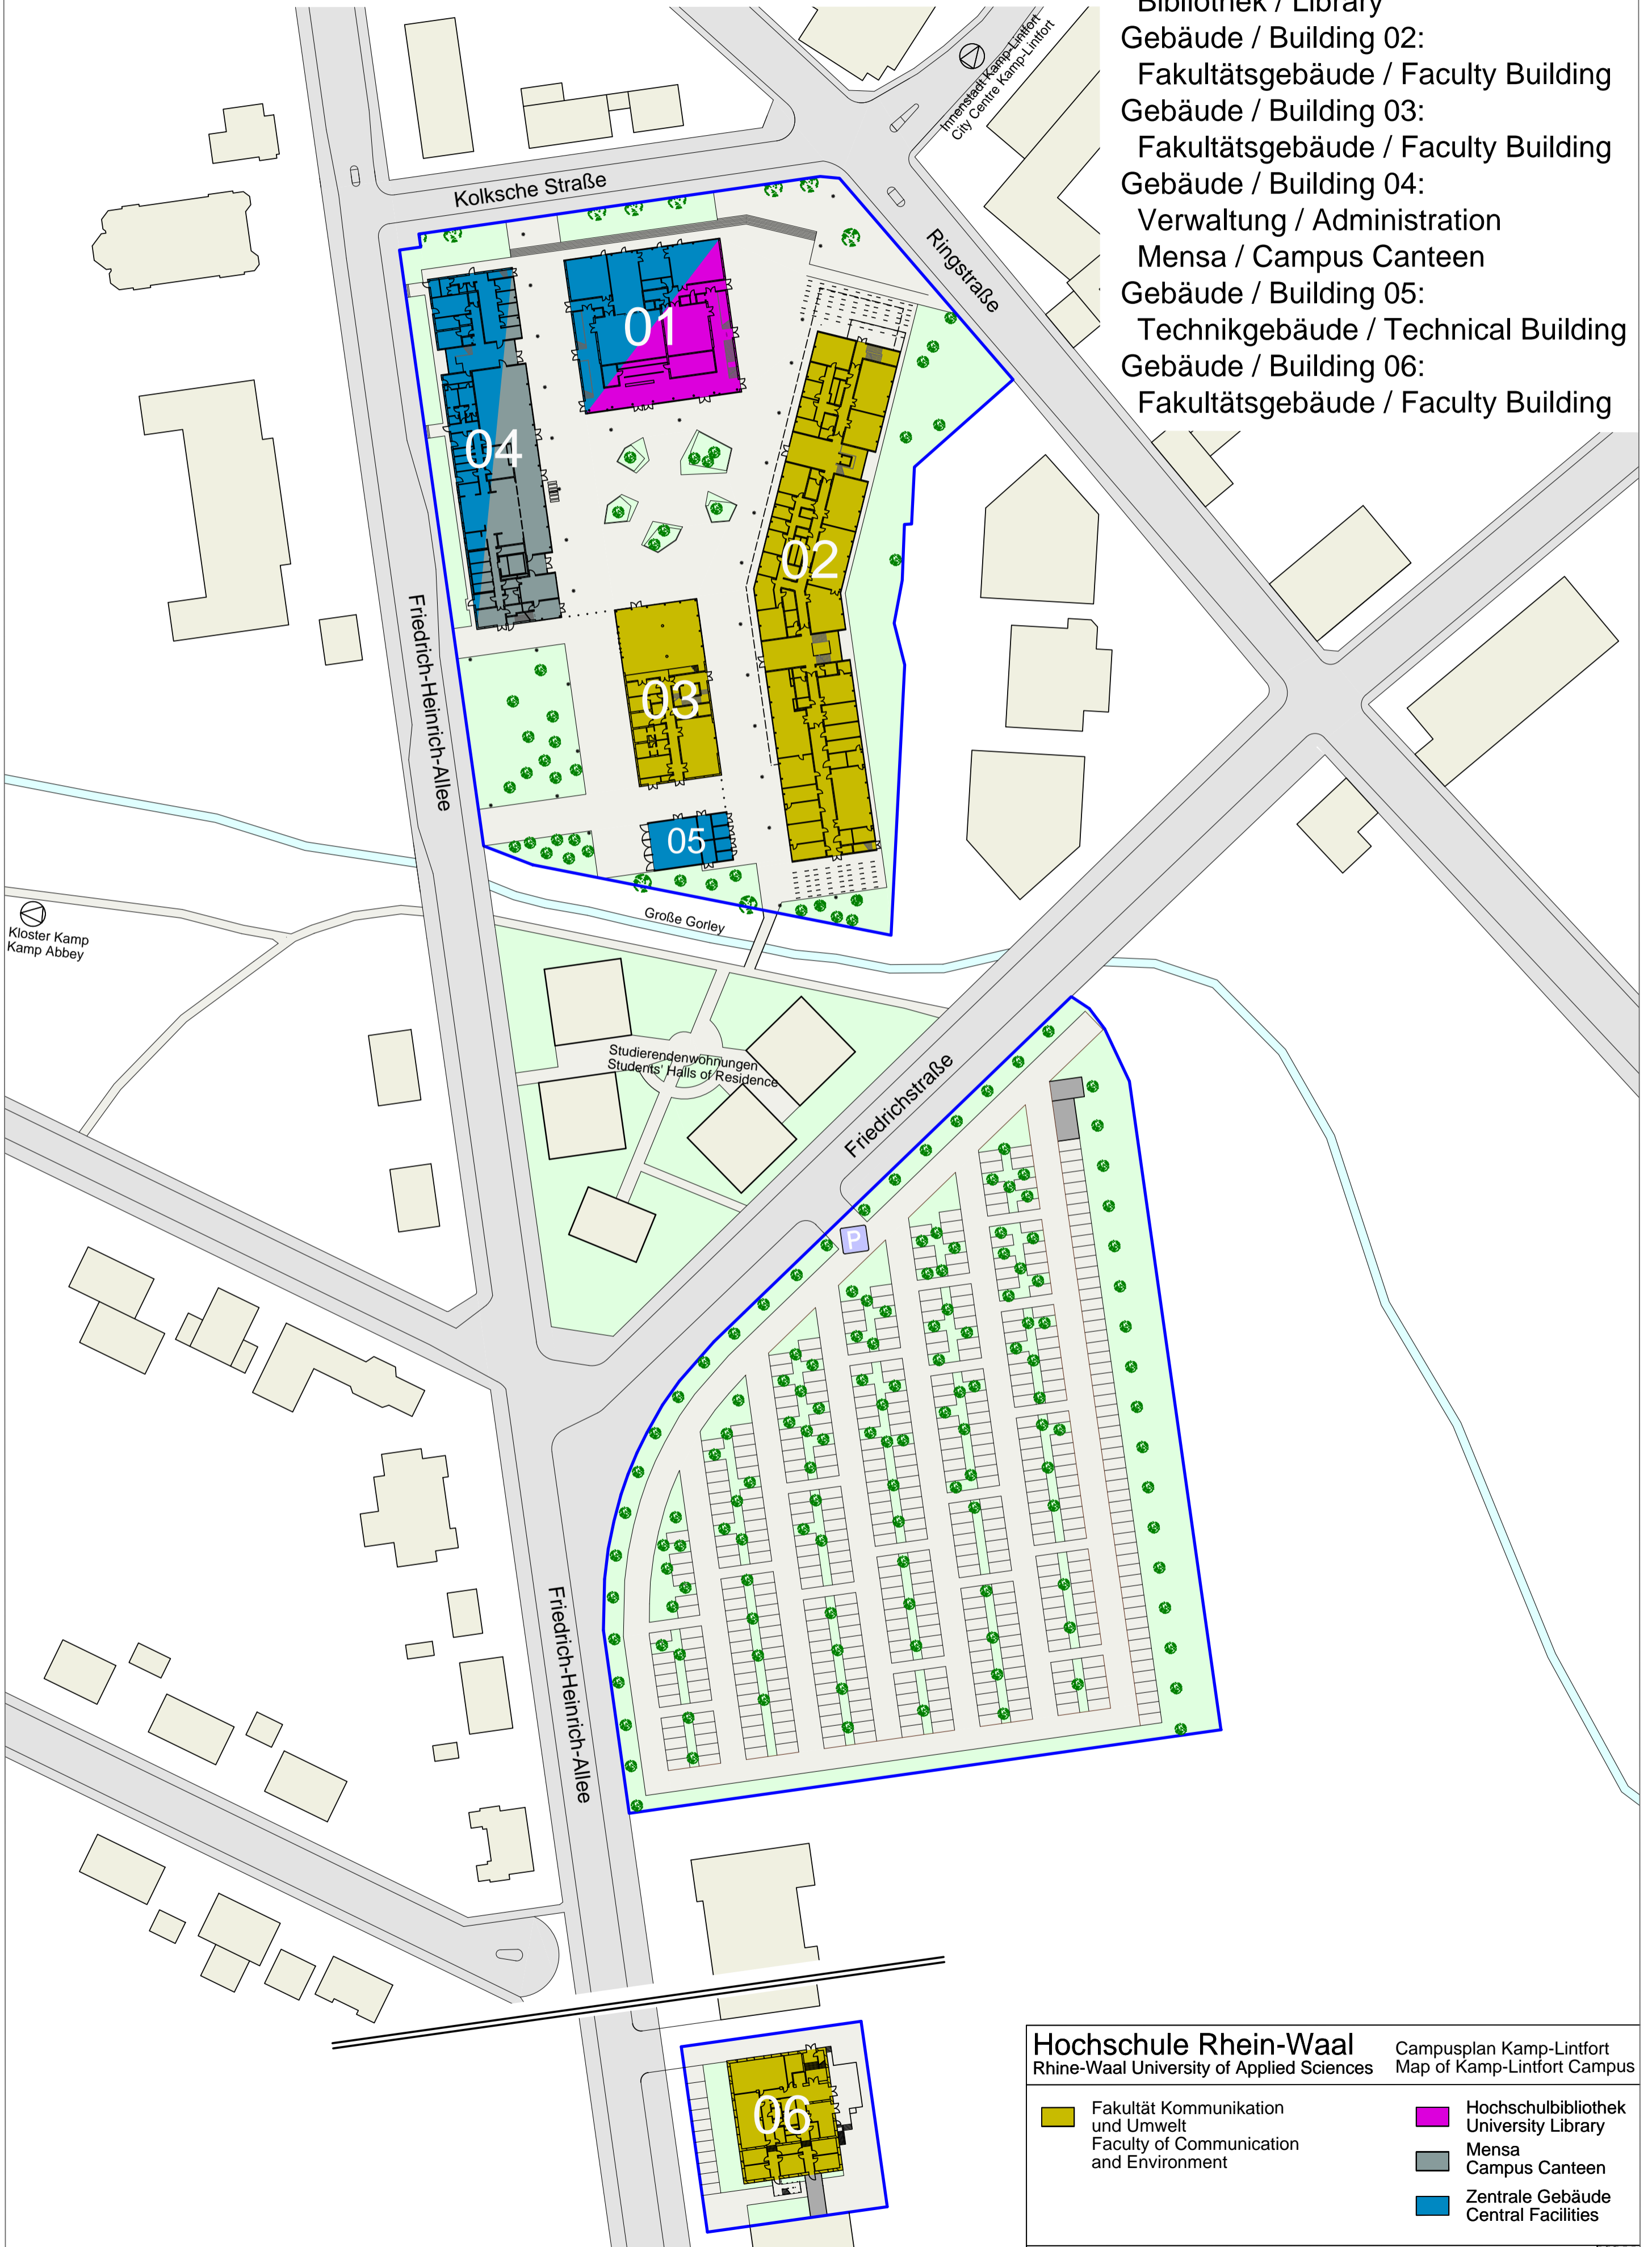 Bibliothek / Library
Gebäude / Building 02:
Fakultätsgebäude / Faculty Building
Gebäude / Building 03:
Fakultätsgebäude / Faculty Building
Gebäude / Building 04:
Verwaltung / Administration
Mensa / Campus Canteen
Gebäude / Building 05:
Technikgebäude / Technical Building
Gebäude / Building 06:
Fakultätsgebäude / Faculty Building
Innenstadt Kamp-Lintfort
City Centre Kamp-Lintfort
Kolksche Straße
Ringstraße
01
04
02
Friedrich-Heinrich-Allee
03
05
Große Gorley
Kloster Kamp
Kamp Abbey
Studierendenwohnungen
Students' Halls of Residence
Friedrichstraße
P
Friedrich-Heinrich-Allee
06
Hochschule Rhein-Waal
Rhine-Waal University of Applied Sciences
Campusplan Kamp-Lintfort
Map of Kamp-Lintfort Campus
Fakultät Kommunikation
und Umwelt
Faculty of Communication
and Environment
Hochschulbibliothek
University Library
Mensa
Campus Canteen
Zentrale Gebäude
Central Facilities